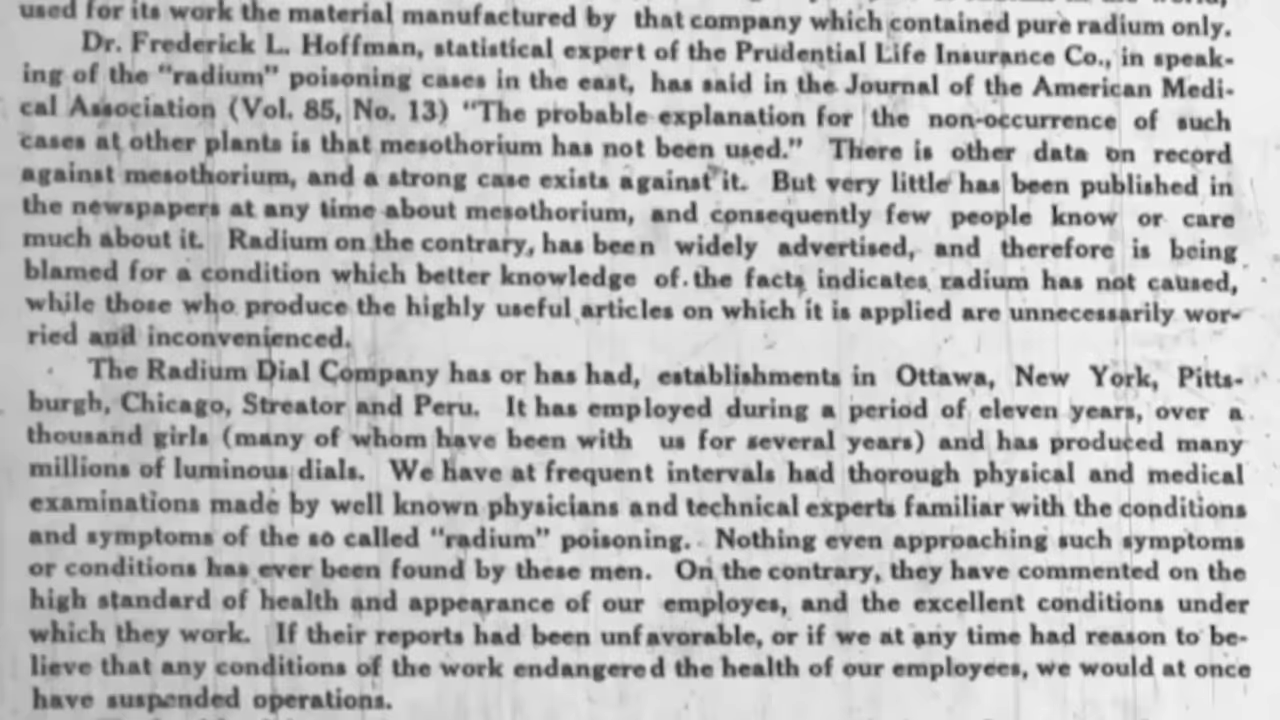 used for its work the material manufactured by that company which contained pure radium only.
Dr. Frederick L. Hoffman, statistical expert of the Prudential Life Insurance Co., in speak-
ing of the "radium" poisoning cases in the east, has said in the Journal of the American Medi-
cal Association (Vol. 85, No. 13) "The probable explanation for the non-occurrence of such
cases at other plants is that mesothorium has not been used." There is other data on record
against mesothorium, and a strong case exists against it. But very little has been published in
the newspapers at any time about mesothorium, and consequently few people know or care
much about it. Radium on the contrary, has been widely advertised, and therefore is being
blamed for a condition which better knowledge of the facts indicates radium has not caused,
while those who produce the highly useful articles on which it is applied are unnecessarily wor-
ried and inconvenienced.
The Radium Dial Company has or has had, establishments in Ottawa, New York, Pitts-
burgh, Chicago, Streator and Peru. It has employed during a period of eleven years, over a
thousand girls (many of whom have been with us for several years) and has produced many
millions of luminous dials. We have at frequent intervals had thorough physical and medical
examinations made by well known physicians and technical experts familiar with the conditions
and symptoms of the so called "radium" poisoning. Nothing even approaching such symptoms
or conditions has ever been found by these men. On the contrary, they have commented on the
high standard of health and appearance of our employes, and the excellent conditions under
which they work. If their reports had been unfavorable, or if we at any time had reason to be-
lieve that any conditions of the work endangered the health of our employees, we would at once
have suspended operations.